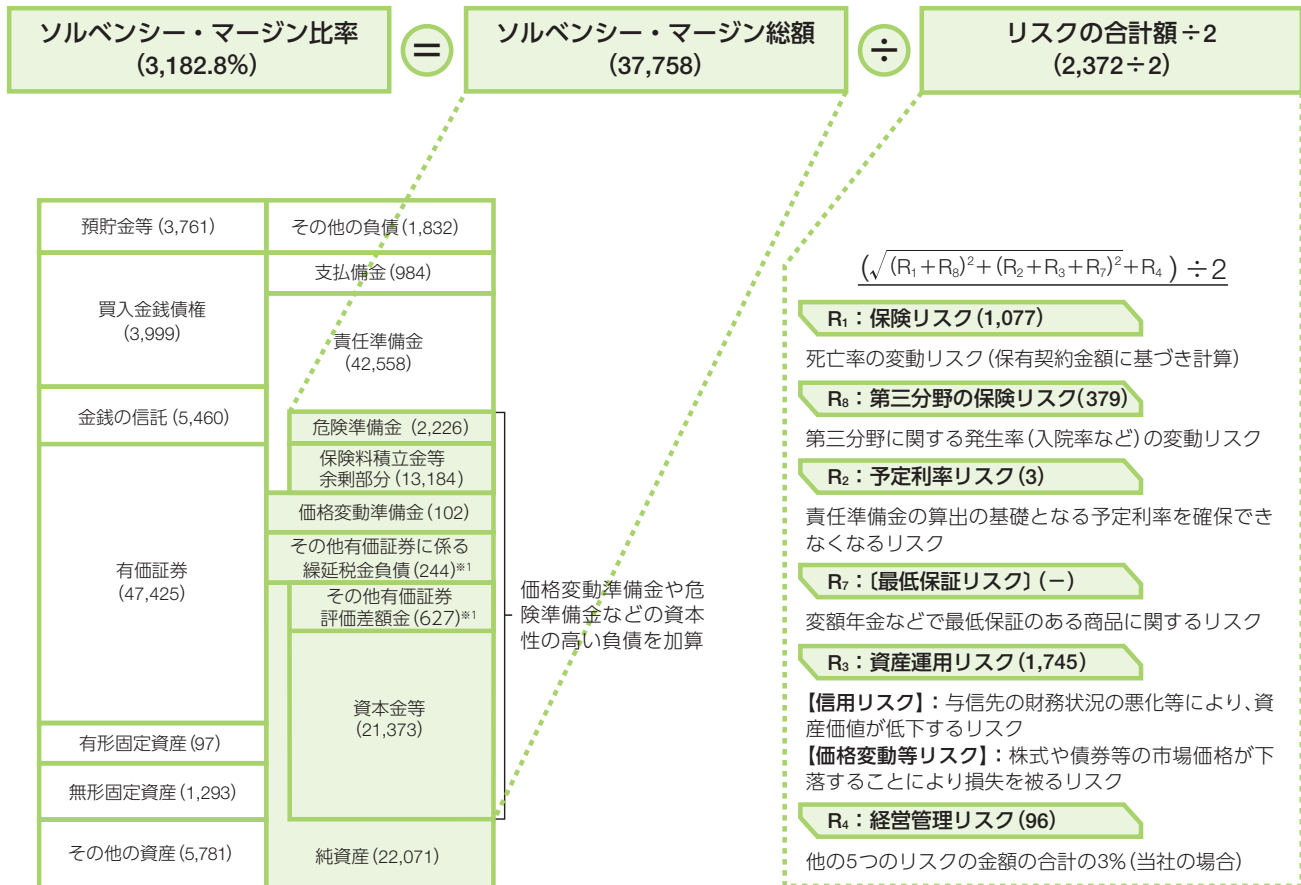 ソルベンシー・マージン比率
(3,182.8%)
＝
ソルベンシー・マージン総額
(37,758)
÷
リスクの合計額÷2
(2,372÷2)
預貯金等(3,761)
買入金銭債権
(3,999)
金銭の信託(5,460)
有価証券
(47,425)
有形固定資産(97)
無形固定資産(1,293)
その他の資産(5,781)
その他の負債(1,832)
支払備金(984)
責任準備金
(42,558)
危険準備金 (2,226)
保険料積立金等
余剰部分(13,184)
価格変動準備金(102)
その他有価証券に係る
繰延税金負債(244)※1
その他有価証券
評価差額金(627)※1
資本金等
(21,373)
純資産(22,071)
価格変動準備金や危
険準備金などの資本
性の高い負債を加算
(√(R₁+R₈)²+(R₂+R₃+R₇)²+R₄)÷2
R₁：保険リスク(1,077)
死亡率の変動リスク(保有契約金額に基づき計算)
R₈：第三分野の保険リスク(379)
第三分野に関する発生率(入院率など)の変動リスク
R₂：予定利率リスク(3)
責任準備金の算出の基礎となる予定利率を確保でき
なくなるリスク
R₇：〔最低保証リスク〕(－)
変額年金などで最低保証のある商品に関するリスク
R₃：資産運用リスク(1,745)
【信用リスク】：与信先の財務状況の悪化等により、資
産価値が低下するリスク
【価格変動等リスク】：株式や債券等の市場価格が下
落することにより損失を被るリスク
R₄：経営管理リスク(96)
他の5つのリスクの金額の合計の3%(当社の場合)